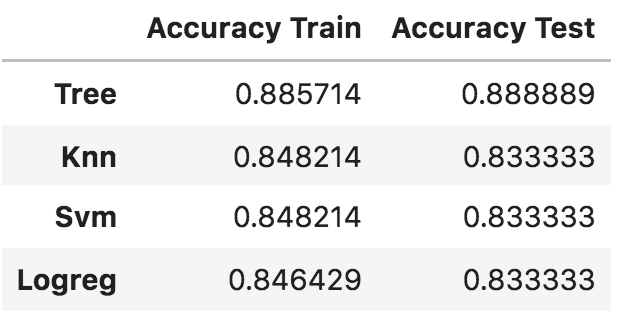 Accuracy Train Accuracy Test
Tree 0.885714 0.888889
Knn 0.848214 0.833333
Svm 0.848214 0.833333
Logreg 0.846429 0.833333